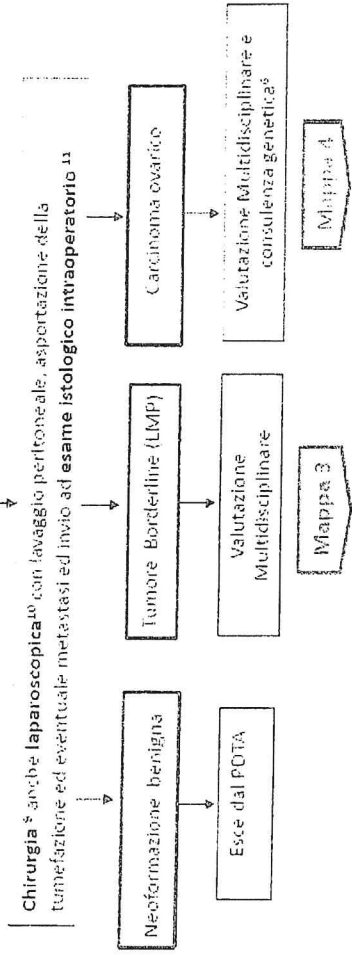 Chirurgia ⁹ anche laparoscopica¹⁰ con lavaggio peritoneale, asportazione della
tumefazione ed eventuale metastasi ed invio ad esame istologico intraoperatorio ¹¹
Neoformazione benigna
Tumore Borderline (LMP)
Carcinoma ovarico
Esce dal PDTA
Valutazione
Multidisciplinare
Valutazione Multidisciplinare e
consulenza genetica⁶
Mappa 3
Mappa 4